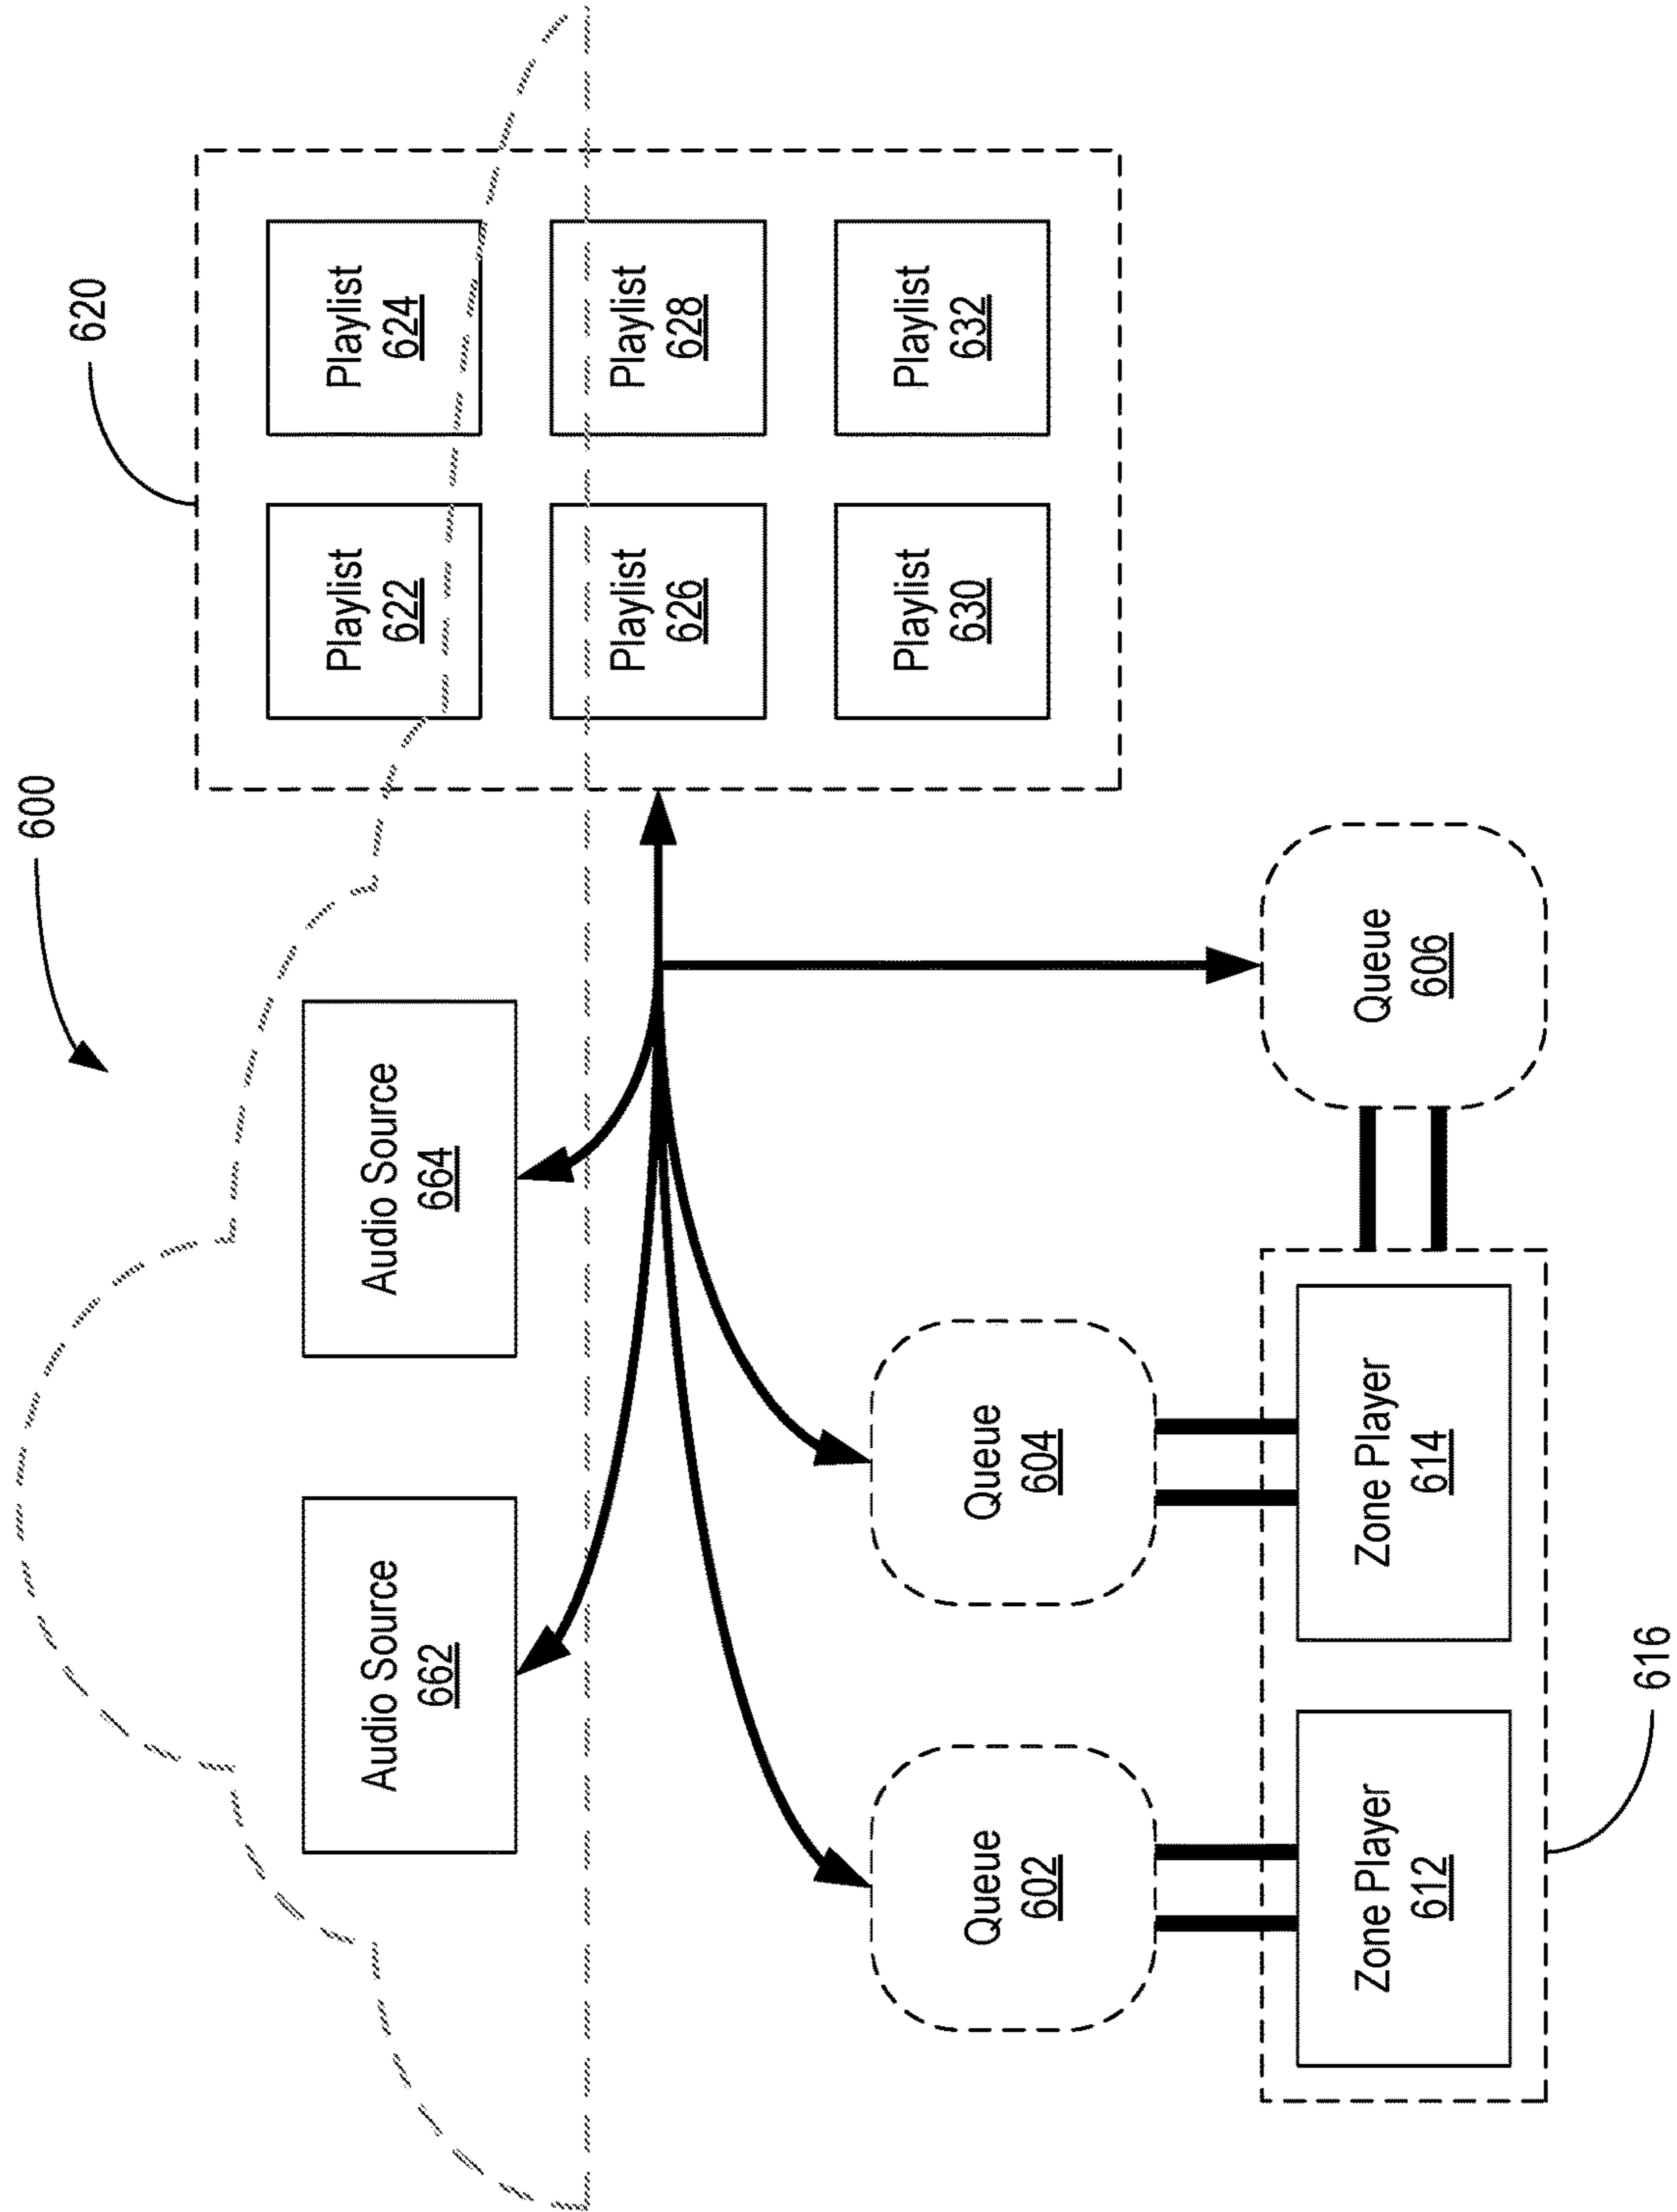 600
620
Audio Source
662
Audio Source
664
Playlist
622
Playlist
624
Playlist
626
Playlist
628
Playlist
630
Playlist
632
Queue
602
Queue
604
Queue
606
Zone Player
612
Zone Player
614
616